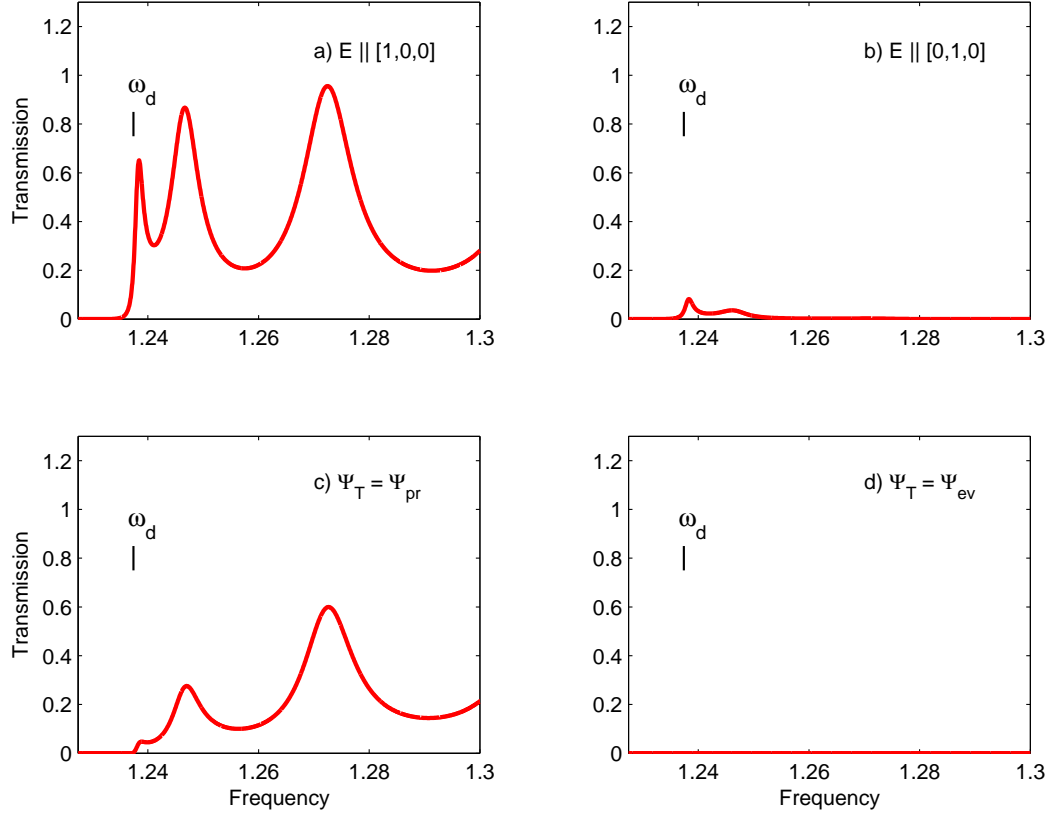 1.2
a) E || [1,0,0]
1
ω_d
0.8
0.6
0.4
0.2
0
Transmission
1.24 1.26 1.28 1.3
1.2
b) E || [0,1,0]
1
ω_d
0.8
0.6
0.4
0.2
0
1.24 1.26 1.28 1.3
1.2
c) Ψ_T = Ψ_pr
1
ω_d
0.8
0.6
0.4
0.2
0
Transmission
1.24 1.26 1.28 1.3
Frequency
1.2
d) Ψ_T = Ψ_ev
1
ω_d
0.8
0.6
0.4
0.2
0
1.24 1.26 1.28 1.3
Frequency